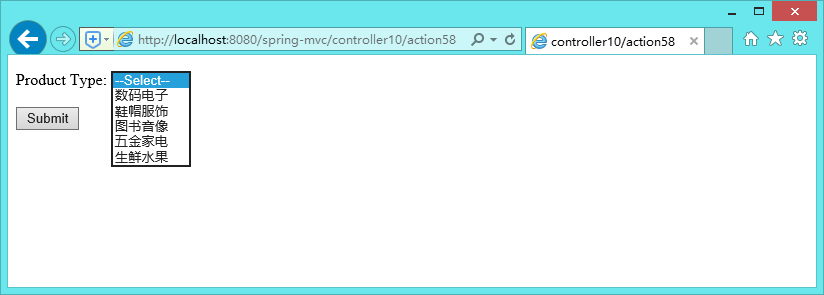 http://localhost:8080/spring-mvc/controller10/action58
controller10/action58
Product Type: --Select--
数码电子
鞋帽服饰
图书音像
五金家电
生鲜水果
Submit